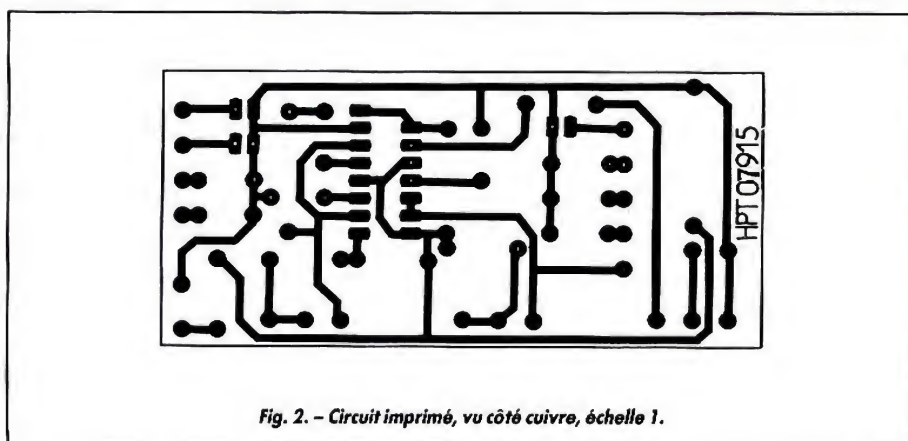 HPT 07915
Fig. 2. – Circuit imprimé, vu côté cuivre, échelle 1.